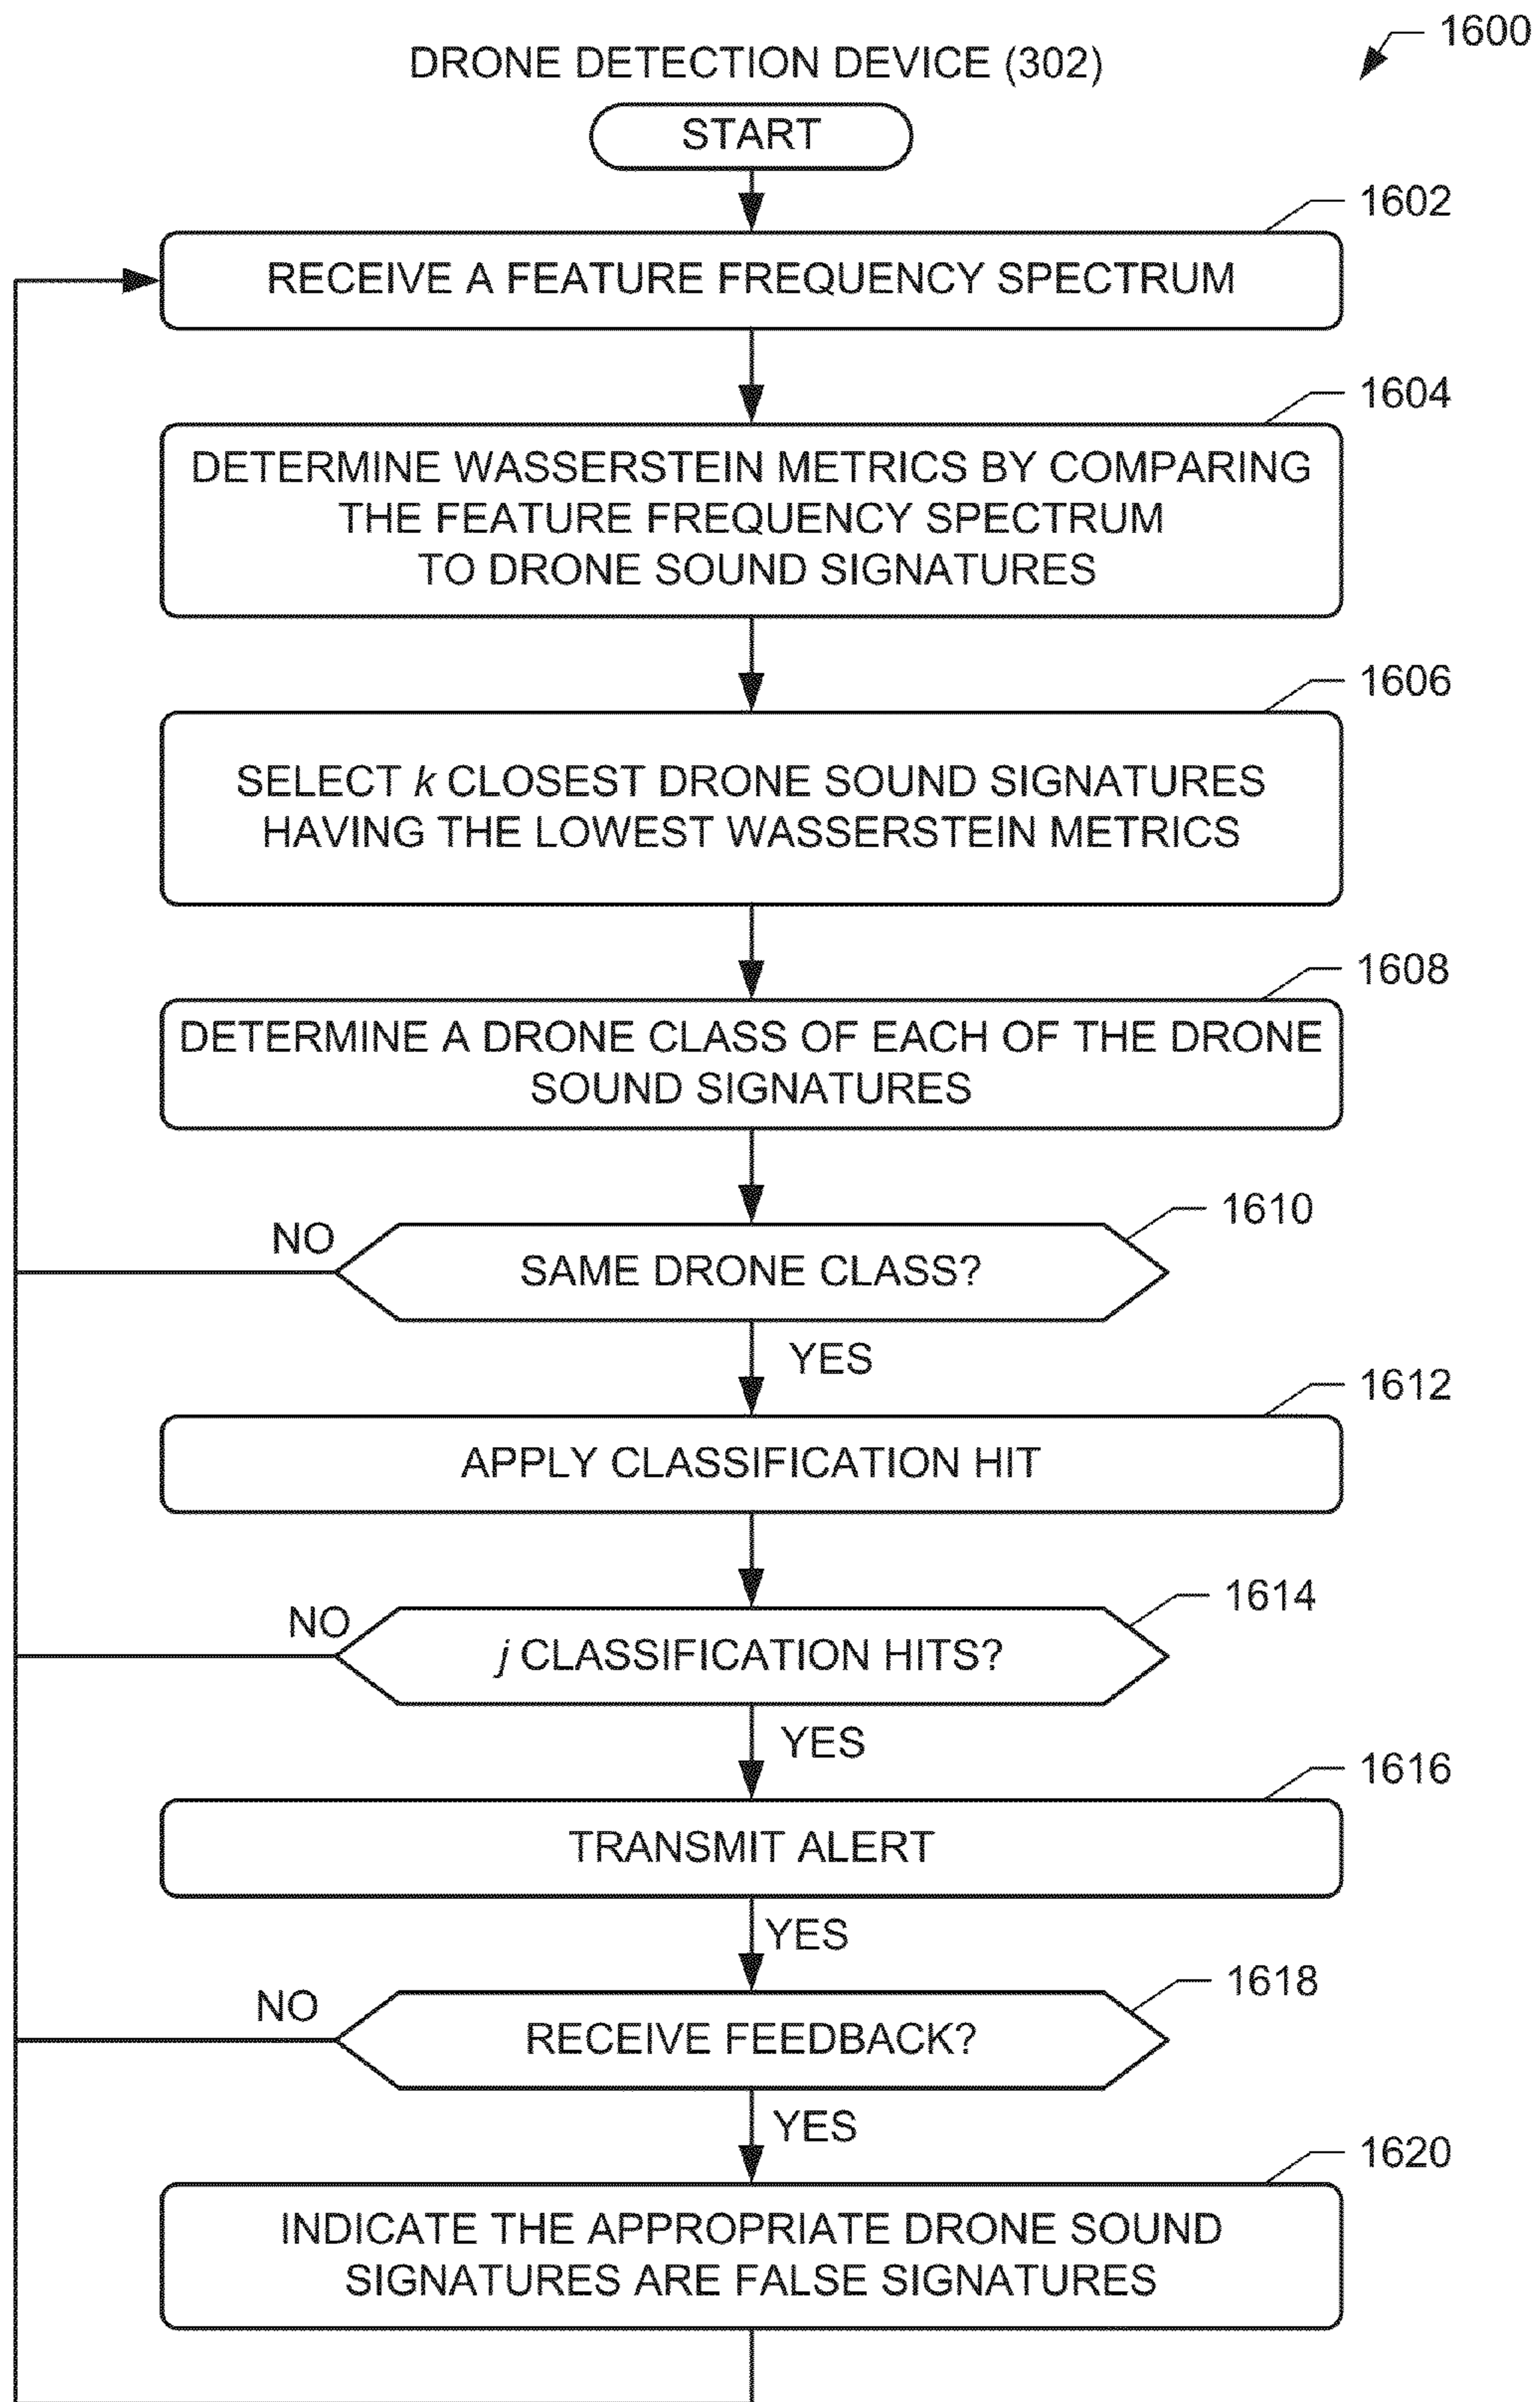 1600
DRONE DETECTION DEVICE (302)
START
1602
RECEIVE A FEATURE FREQUENCY SPECTRUM
1604
DETERMINE WASSERSTEIN METRICS BY COMPARING
THE FEATURE FREQUENCY SPECTRUM
TO DRONE SOUND SIGNATURES
1606
SELECT k CLOSEST DRONE SOUND SIGNATURES
HAVING THE LOWEST WASSERSTEIN METRICS
1608
DETERMINE A DRONE CLASS OF EACH OF THE DRONE
SOUND SIGNATURES
1610
NO
SAME DRONE CLASS?
YES
1612
APPLY CLASSIFICATION HIT
1614
NO
j CLASSIFICATION HITS?
YES
1616
TRANSMIT ALERT
YES
1618
NO
RECEIVE FEEDBACK?
YES
1620
INDICATE THE APPROPRIATE DRONE SOUND
SIGNATURES ARE FALSE SIGNATURES